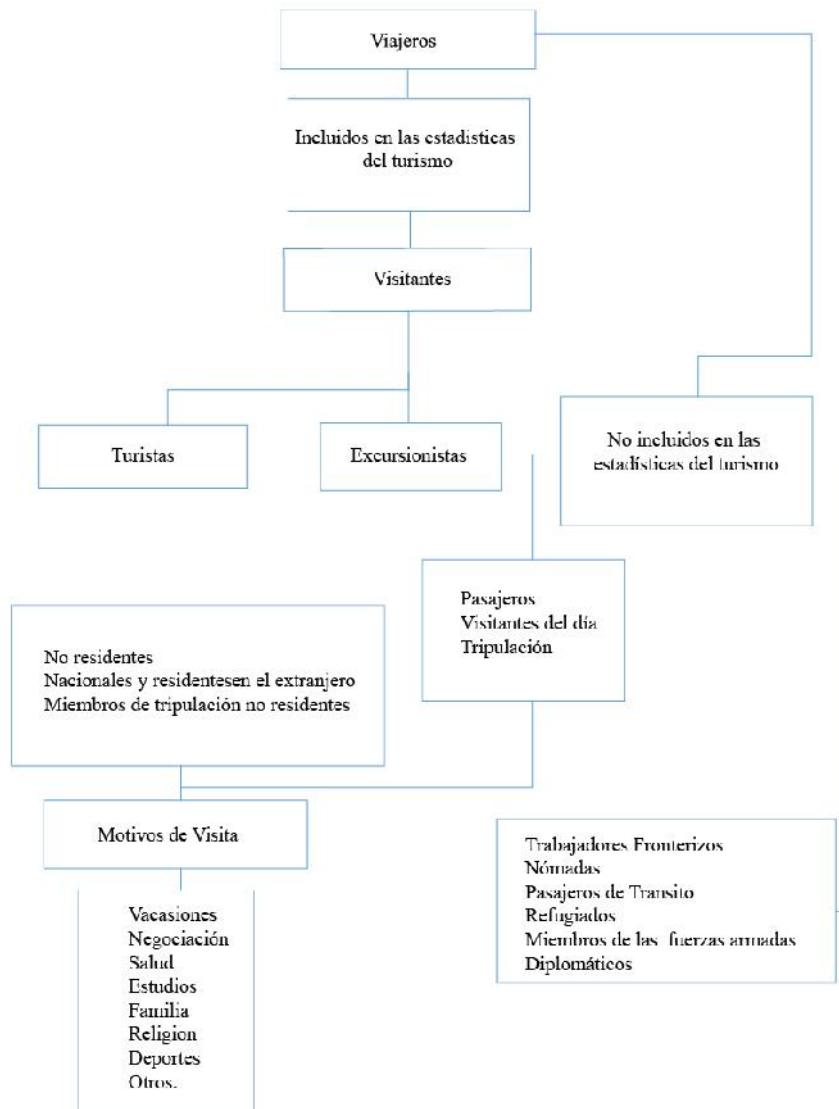 Viajeros
Incluidos en las estadísticas
del turismo
Visitantes
Turistas
Excursionistas
No incluidos en las
estadísticas del turismo
Pasajeros
Visitantes del día
Tripulación
No residentes
Nacionales y residentesen el extranjero
Miembros de tripulación no residentes
Motivos de Visita
Trabajadores Fronterizos
Nómadas
Pasajeros de Transito
Refugiados
Miembros de las fuerzas armadas
Diplomáticos
Vacasiones
Negociación
Salud
Estudios
Familia
Religion
Deportes
Otros.